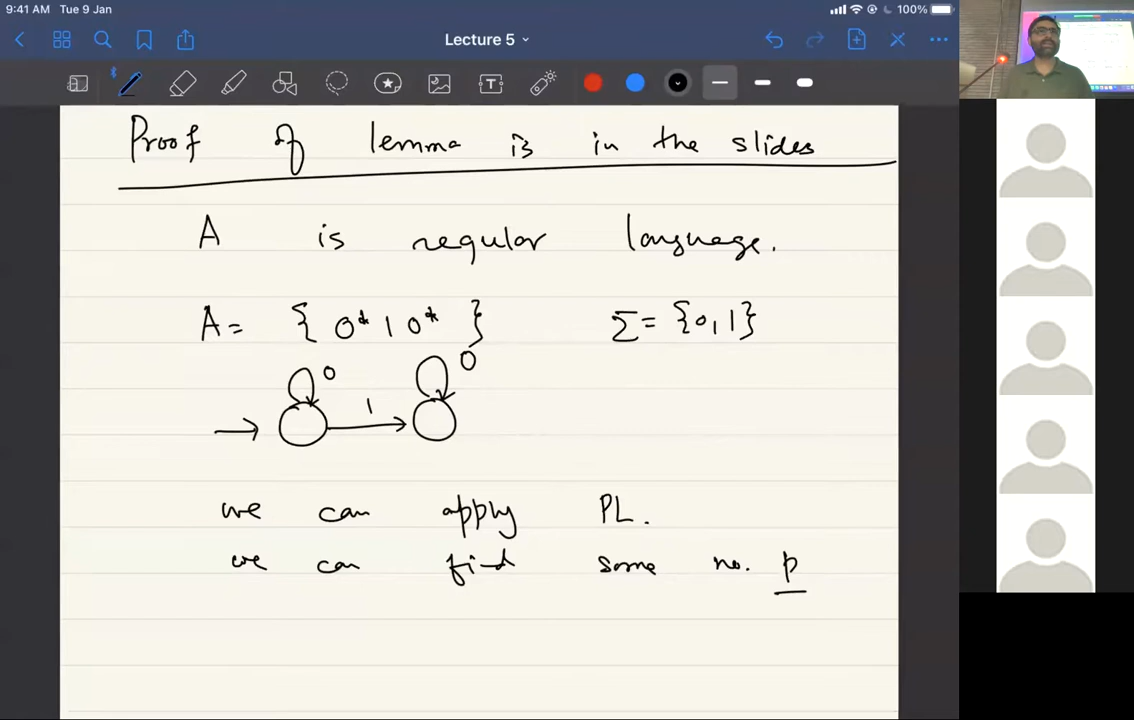 9:41 AM Tue 9 Jan
100%
Lecture 5
T
Proof of lemma is in the slides
A is regular language.
A = { 0* 1 0* } Σ = {0,1}
0 0
1
we can apply PL.
we can find some no. p